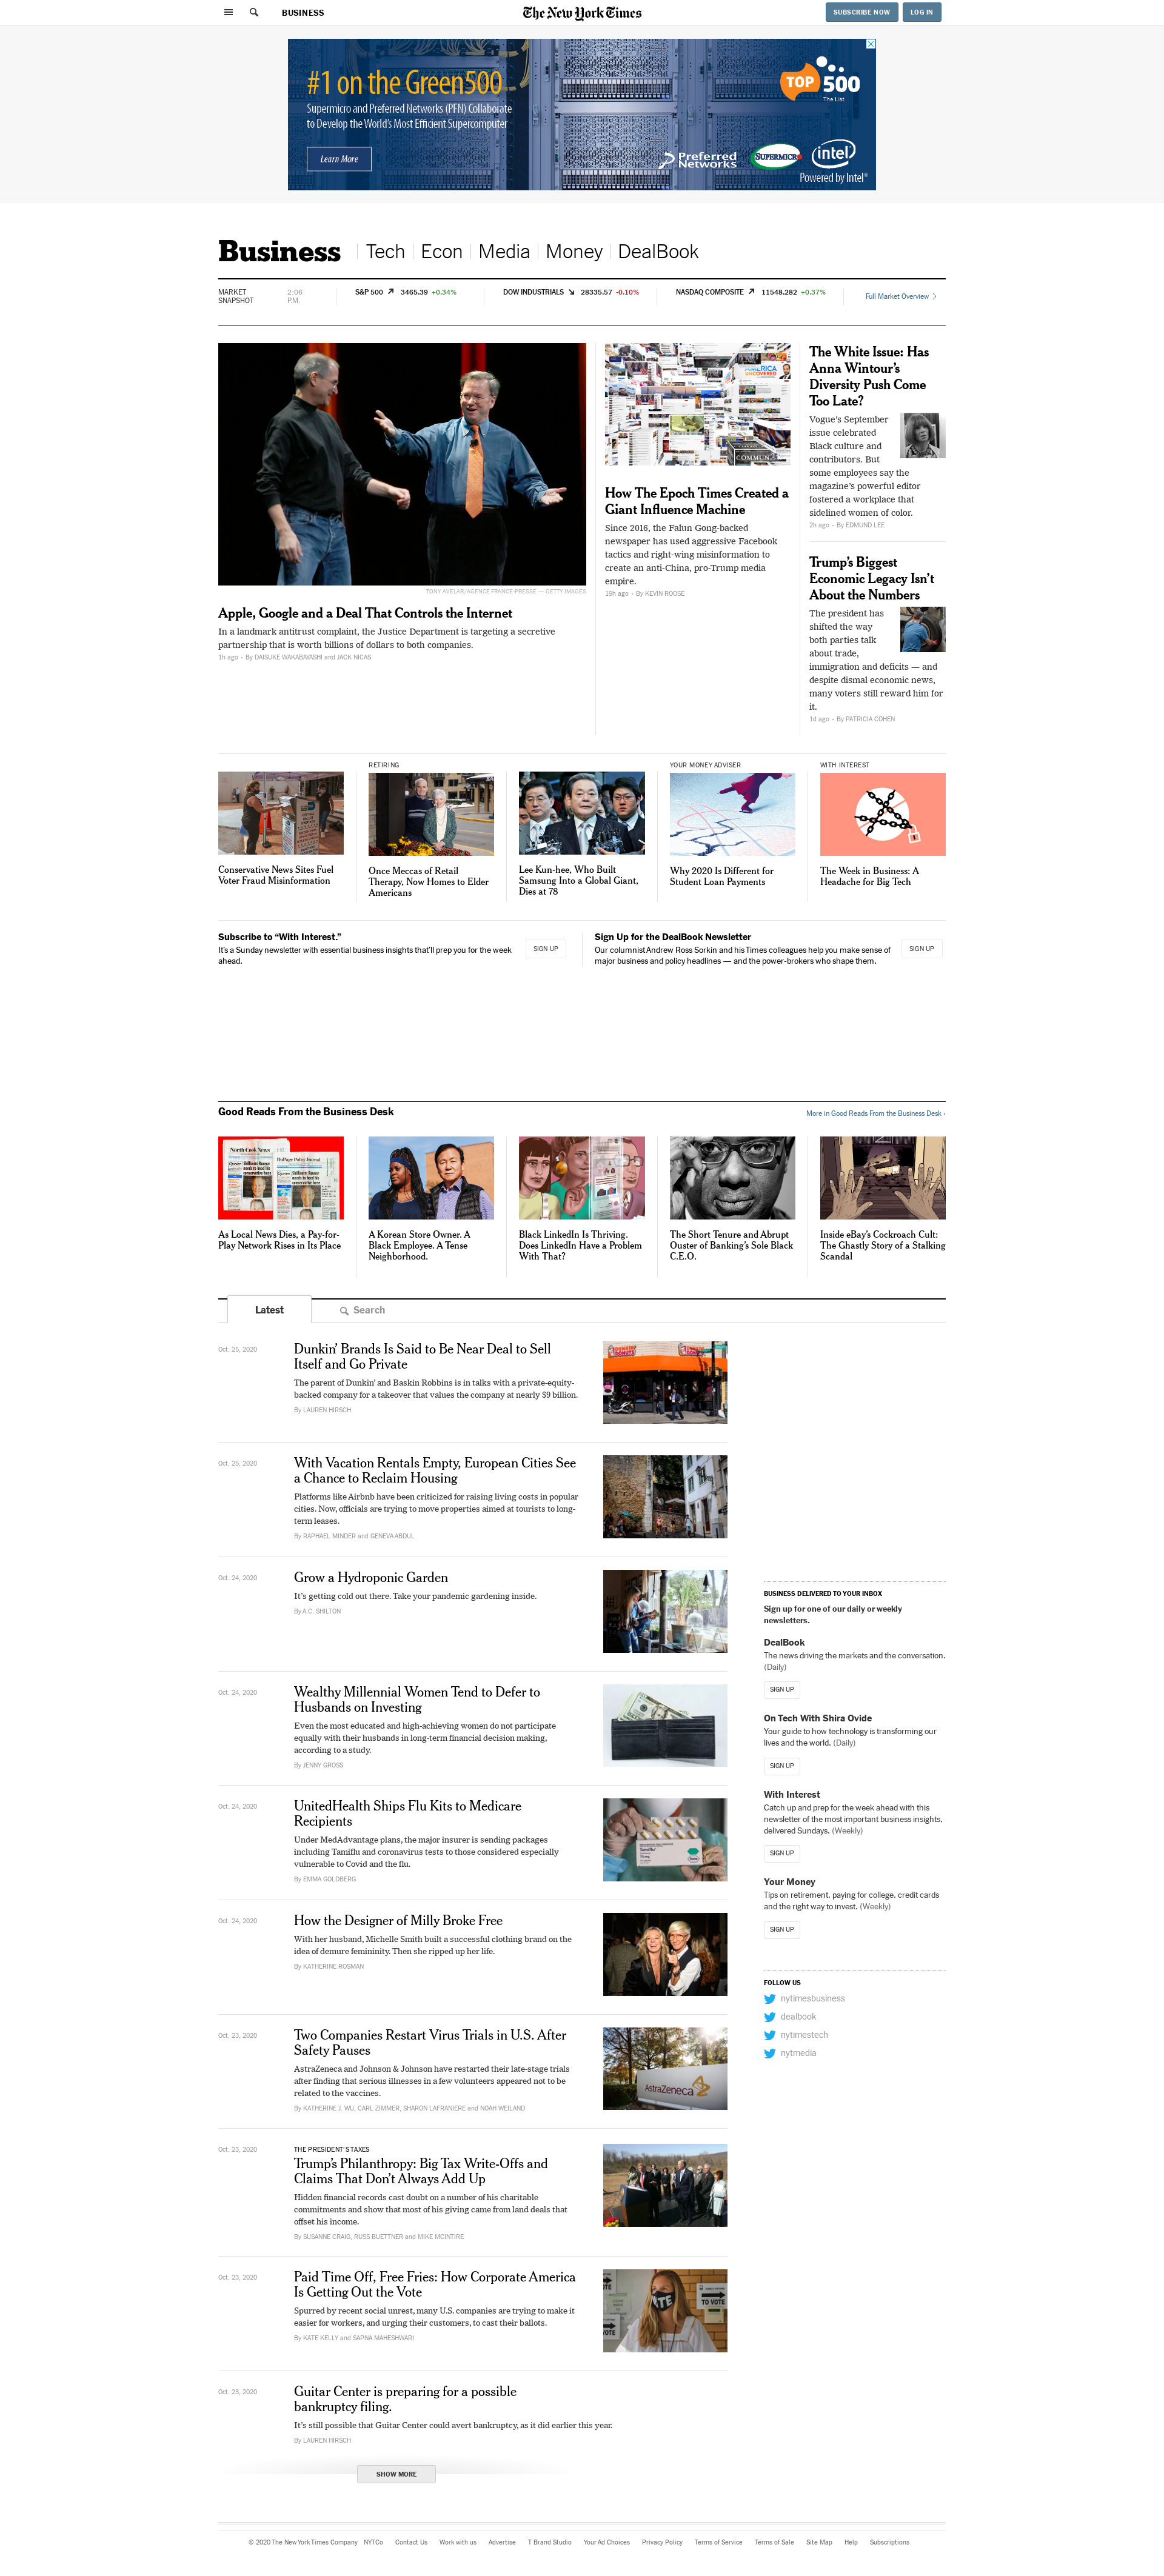 BUSINESS
The New York Times
SUBSCRIBE NOW
LOG IN
#1 on the Green500
Supermicro and Preferred Networks (PFN) Collaborate
to Develop the World's Most Efficient Supercomputer
Learn More
TOP 500
The List.
Preferred Networks
SUPERMICRO
intel
Powered by Intel®
Business
Tech
Econ
Media
Money
DealBook
MARKET
SNAPSHOT
2:06
P.M.
S&P 500 3465.39 +0.34%
DOW INDUSTRIALS 28335.57 -0.10%
NASDAQ COMPOSITE 11548.282 +0.37%
Full Market Overview
TONY AVELAR/AGENCE FRANCE-PRESSE — GETTY IMAGES
Apple, Google and a Deal That Controls the Internet
In a landmark antitrust complaint, the Justice Department is targeting a secretive
partnership that is worth billions of dollars to both companies.
1h ago - By DAISUKE WAKABAYASHI and JACK NICAS
AMERICA
UNCOVERED
COMMUN
How The Epoch Times Created a
Giant Influence Machine
Since 2016, the Falun Gong-backed
newspaper has used aggressive Facebook
tactics and right-wing misinformation to
create an anti-China, pro-Trump media
empire.
19h ago - By KEVIN ROOSE
The White Issue: Has
Anna Wintour's
Diversity Push Come
Too Late?
Vogue's September
issue celebrated
Black culture and
contributors. But
some employees say the
magazine's powerful editor
fostered a workplace that
sidelined women of color.
2h ago - By EDMUND LEE
Trump's Biggest
Economic Legacy Isn't
About the Numbers
The president has
shifted the way
both parties talk
about trade,
immigration and deficits — and
despite dismal economic news,
many voters still reward him for
it.
1d ago - By PATRICIA COHEN
Conservative News Sites Fuel
Voter Fraud Misinformation
RETIRING
Once Meccas of Retail
Therapy, Now Homes to Elder
Americans
Lee Kun-hee, Who Built
Samsung Into a Global Giant,
Dies at 78
YOUR MONEY ADVISER
Why 2020 Is Different for
Student Loan Payments
WITH INTEREST
The Week in Business: A
Headache for Big Tech
Subscribe to “With Interest.”
It's a Sunday newsletter with essential business insights that'll prep you for the week
ahead.
SIGN UP
Sign Up for the DealBook Newsletter
Our columnist Andrew Ross Sorkin and his Times colleagues help you make sense of
major business and policy headlines — and the power-brokers who shape them.
SIGN UP
Good Reads From the Business Desk
More in Good Reads From the Business Desk ›
North Cook News
DuPage Policy Journal
As Local News Dies, a Pay-for-
Play Network Rises in Its Place
A Korean Store Owner. A
Black Employee. A Tense
Neighborhood.
Black LinkedIn Is Thriving.
Does LinkedIn Have a Problem
With That?
The Short Tenure and Abrupt
Ouster of Banking's Sole Black
C.E.O.
Inside eBay's Cockroach Cult:
The Ghastly Story of a Stalking
Scandal
Latest
Search
Oct. 25, 2020
Dunkin' Brands Is Said to Be Near Deal to Sell
Itself and Go Private
The parent of Dunkin' and Baskin Robbins is in talks with a private-equity-
backed company for a takeover that values the company at nearly $9 billion.
By LAUREN HIRSCH
Oct. 25, 2020
With Vacation Rentals Empty, European Cities See
a Chance to Reclaim Housing
Platforms like Airbnb have been criticized for raising living costs in popular
cities. Now, officials are trying to move properties aimed at tourists to long-
term leases.
By RAPHAEL MINDER and GENEVA ABDUL
Oct. 24, 2020
Grow a Hydroponic Garden
It's getting cold out there. Take your pandemic gardening inside.
By A.C. SHILTON
Oct. 24, 2020
Wealthy Millennial Women Tend to Defer to
Husbands on Investing
Even the most educated and high-achieving women do not participate
equally with their husbands in long-term financial decision making,
according to a study.
By JENNY GROSS
Oct. 24, 2020
UnitedHealth Ships Flu Kits to Medicare
Recipients
Under MedAdvantage plans, the major insurer is sending packages
including Tamiflu and coronavirus tests to those considered especially
vulnerable to Covid and the flu.
By EMMA GOLDBERG
Tamiflu
Oct. 24, 2020
How the Designer of Milly Broke Free
With her husband, Michelle Smith built a successful clothing brand on the
idea of demure femininity. Then she ripped up her life.
By KATHERINE ROSMAN
Oct. 23, 2020
Two Companies Restart Virus Trials in U.S. After
Safety Pauses
AstraZeneca and Johnson & Johnson have restarted their late-stage trials
after finding that serious illnesses in a few volunteers appeared not to be
related to the vaccines.
By KATHERINE J. WU, CARL ZIMMER, SHARON LAFRANIERE and NOAH WEILAND
AstraZeneca
Oct. 23, 2020
THE PRESIDENT'S TAXES
Trump's Philanthropy: Big Tax Write-Offs and
Claims That Don't Always Add Up
Hidden financial records cast doubt on a number of his charitable
commitments and show that most of his giving came from land deals that
offset his income.
By SUSANNE CRAIG, RUSS BUETTNER and MIKE MCINTIRE
Oct. 23, 2020
Paid Time Off, Free Fries: How Corporate America
Is Getting Out the Vote
Spurred by recent social unrest, many U.S. companies are trying to make it
easier for workers, and urging their customers, to cast their ballots.
By KATE KELLY and SAPNA MAHESHWARI
TO VOTE
Oct. 23, 2020
Guitar Center is preparing for a possible
bankruptcy filing.
It's still possible that Guitar Center could avert bankruptcy, as it did earlier this year.
By LAUREN HIRSCH
SHOW MORE
BUSINESS DELIVERED TO YOUR INBOX
Sign up for one of our daily or weekly
newsletters.
DealBook
The news driving the markets and the conversation.
(Daily)
SIGN UP
On Tech With Shira Ovide
Your guide to how technology is transforming our
lives and the world. (Daily)
SIGN UP
With Interest
Catch up and prep for the week ahead with this
newsletter of the most important business insights,
delivered Sundays. (Weekly)
SIGN UP
Your Money
Tips on retirement, paying for college, credit cards
and the right way to invest. (Weekly)
SIGN UP
FOLLOW US
nytimesbusiness
dealbook
nytimestech
nytmedia
© 2020 The New York Times Company NYTCo Contact Us Work with us Advertise T Brand Studio Your Ad Choices Privacy Policy Terms of Service Terms of Sale Site Map Help Subscriptions